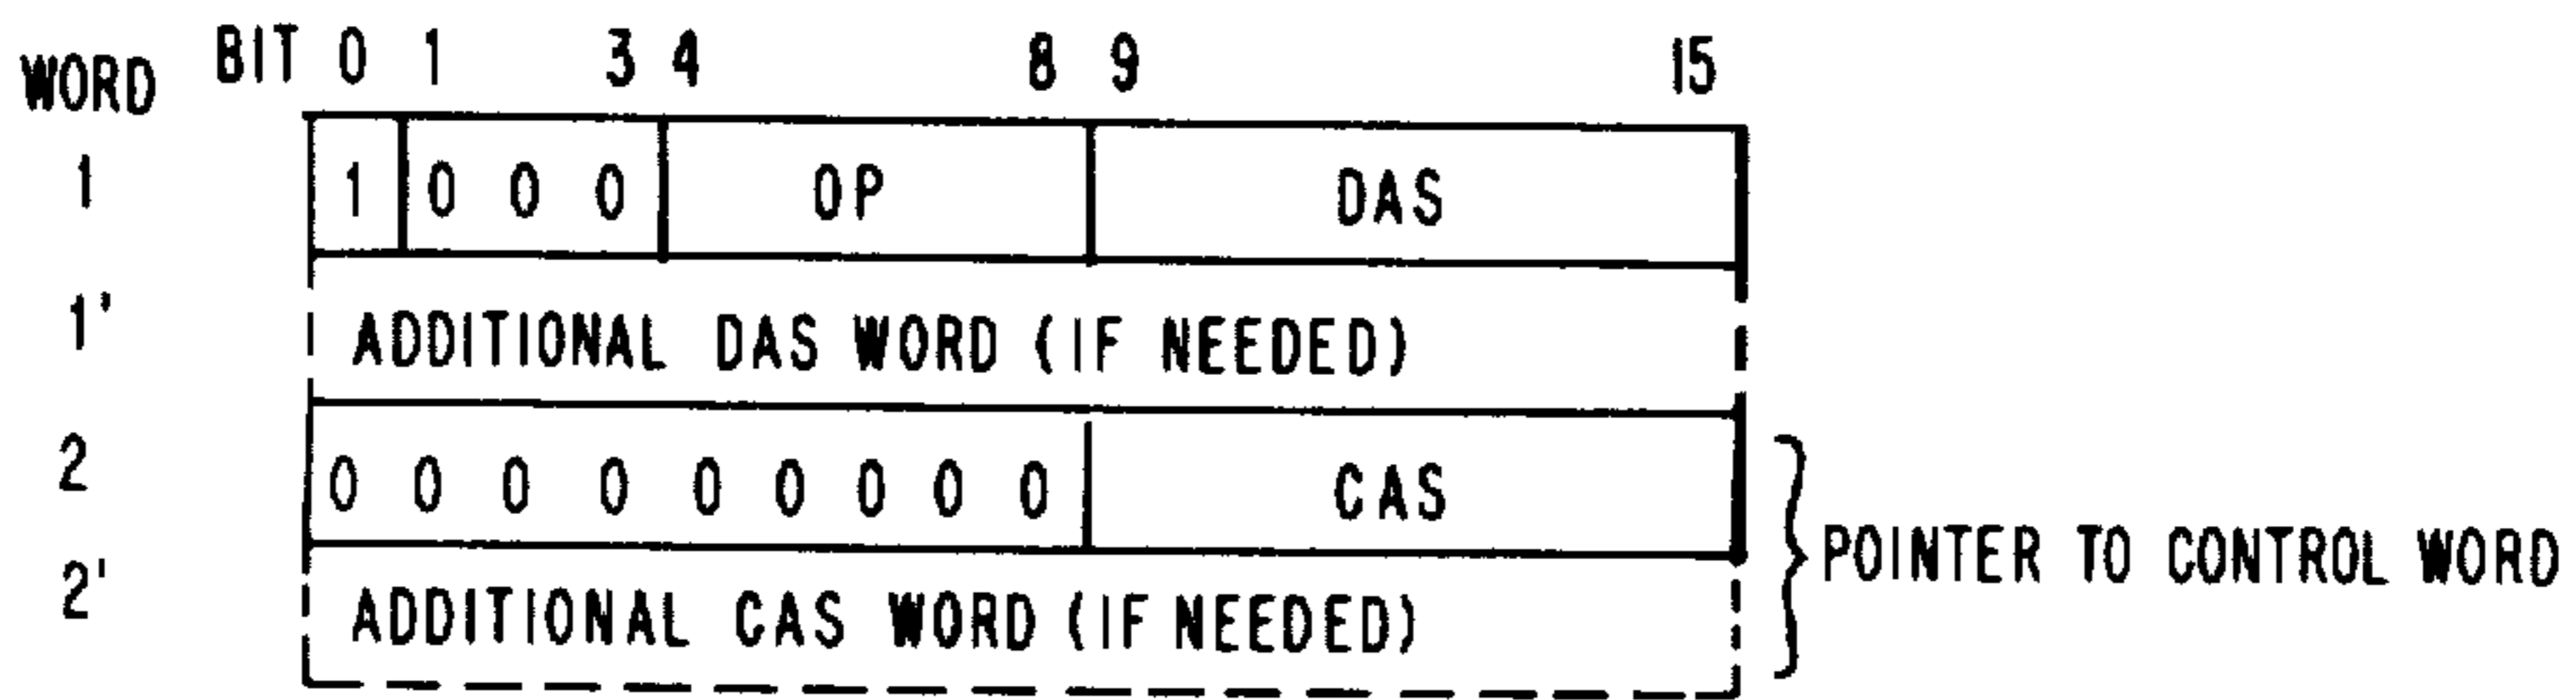 WORD BIT 0 1 3 4 8 9 15
1 1 0 0 0 OP DAS
1' ADDITIONAL DAS WORD (IF NEEDED)
2 0 0 0 0 0 0 0 0 0 CAS
POINTER TO CONTROL WORD
2' ADDITIONAL CAS WORD (IF NEEDED)